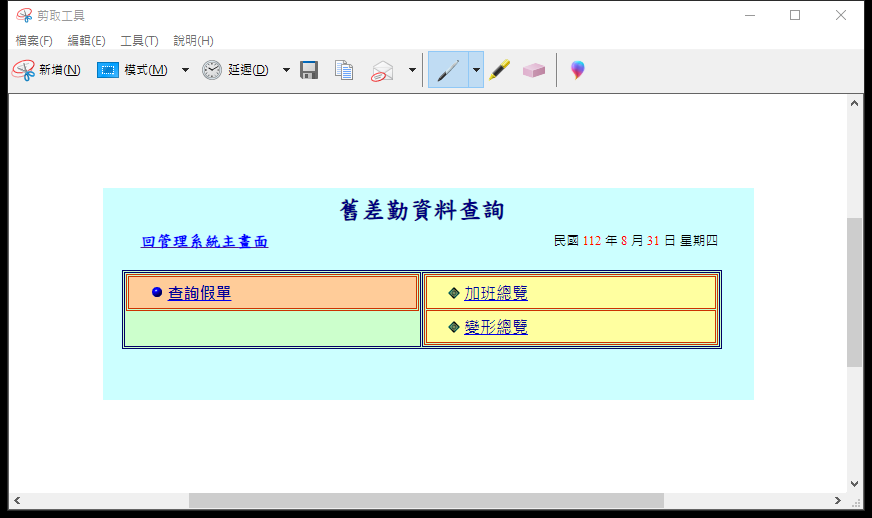 剪取工具
檔案(F) 編輯(E) 工具(T) 說明(H)
新增(N) 模式(M) 延遲(D)
舊差勤資料查詢
回管理系統主畫面 民國 112 年 8 月 31 日 星期四
查詢假單 加班總覽
變形總覽